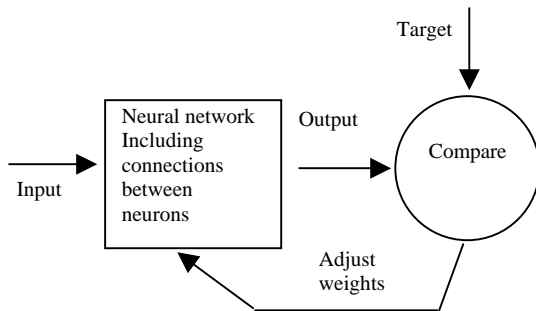 Target
Neural network
Including
connections
between
neurons
Output
Compare
Input
Adjust
weights